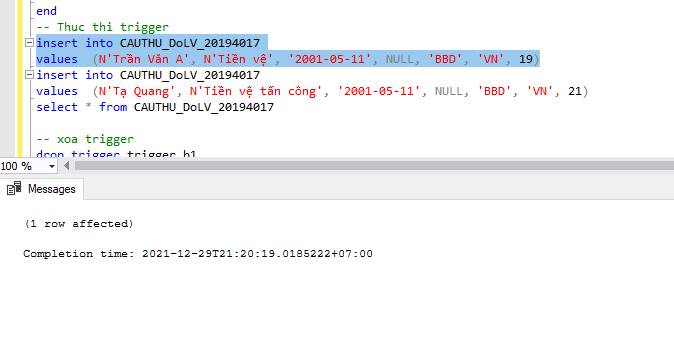 end
-- Thuc thi trigger
insert into CAUTHU_DoLV_20194017
values  (N'Trần Văn A', N'Tiền vệ', '2001-05-11', NULL, 'BBD', 'VN', 19)
insert into CAUTHU_DoLV_20194017
values  (N'Tạ Quang', N'Tiền vệ tấn công', '2001-05-11', NULL, 'BBD', 'VN', 21)
select * from CAUTHU_DoLV_20194017
-- xoa trigger
drop trigger trigger_b1
100 %
Messages
(1 row affected)
Completion time: 2021-12-29T21:20:19.0185222+07:00